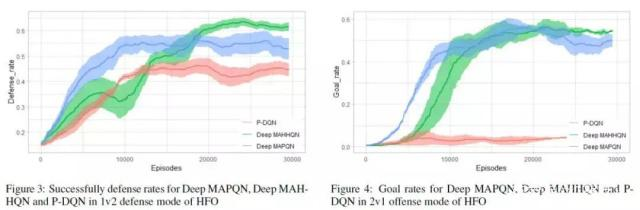 Defense_rate
0.6
0.5
0.4
0.3
0.2
P-DQN
Deep MAHHQN
Deep MAPQN
0
10000
20000
30000
Episodes
Figure 3: Successfully defense rates for Deep MAPQN, Deep MAH-
HQN and P-DQN in 1v2 defense mode of HFO
Goal_rate
0.6
0.4
0.2
0.0
P-DQN
Deep MAHHQN
Deep MAPQN
0
10000
20000
30000
Episodes
Figure 4: Goal rates for Deep MAPQN, Deep MAHHQN and P-
DQN in 2v1 offense mode of HFO